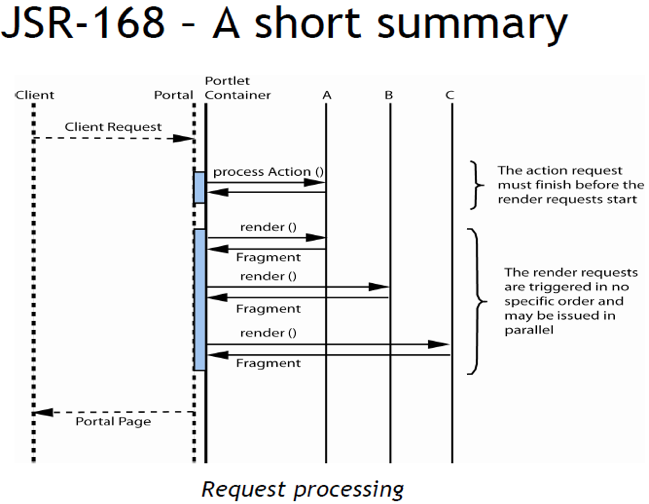 JSR-168 – A short summary
Client
Portal
Portlet
Container
A
B
C
Client Request
process Action ()
The action request
must finish before the
render requests start
render ()
Fragment
render ()
Fragment
render ()
Fragment
The render requests
are triggered in no
specific order and
may be issued in
parallel
Portal Page
Request processing